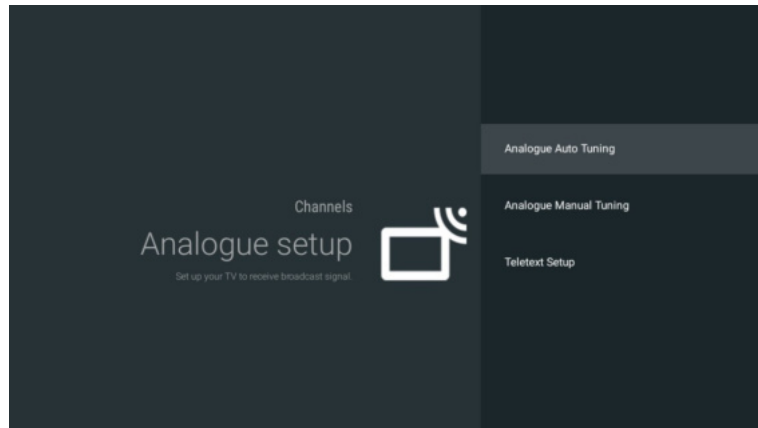 Channels
Analogue setup
Set up your TV to receive broadcast signal.
Analogue Auto Tuning
Analogue Manual Tuning
Teletext Setup